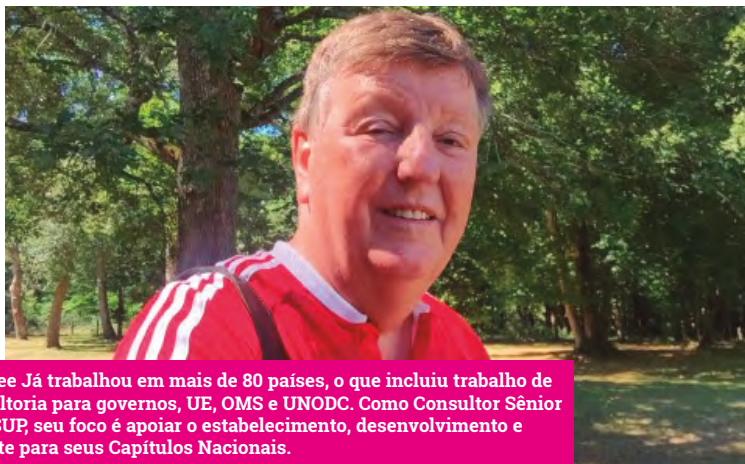 ee Já trabalhou em mais de 80 países, o que incluiu trabalho de
ltoria para governos, UE, OMS e UNODC. Como Consultor Sênior
SUP, seu foco é apoiar o estabelecimento, desenvolvimento e
te para seus Capítulos Nacionais.